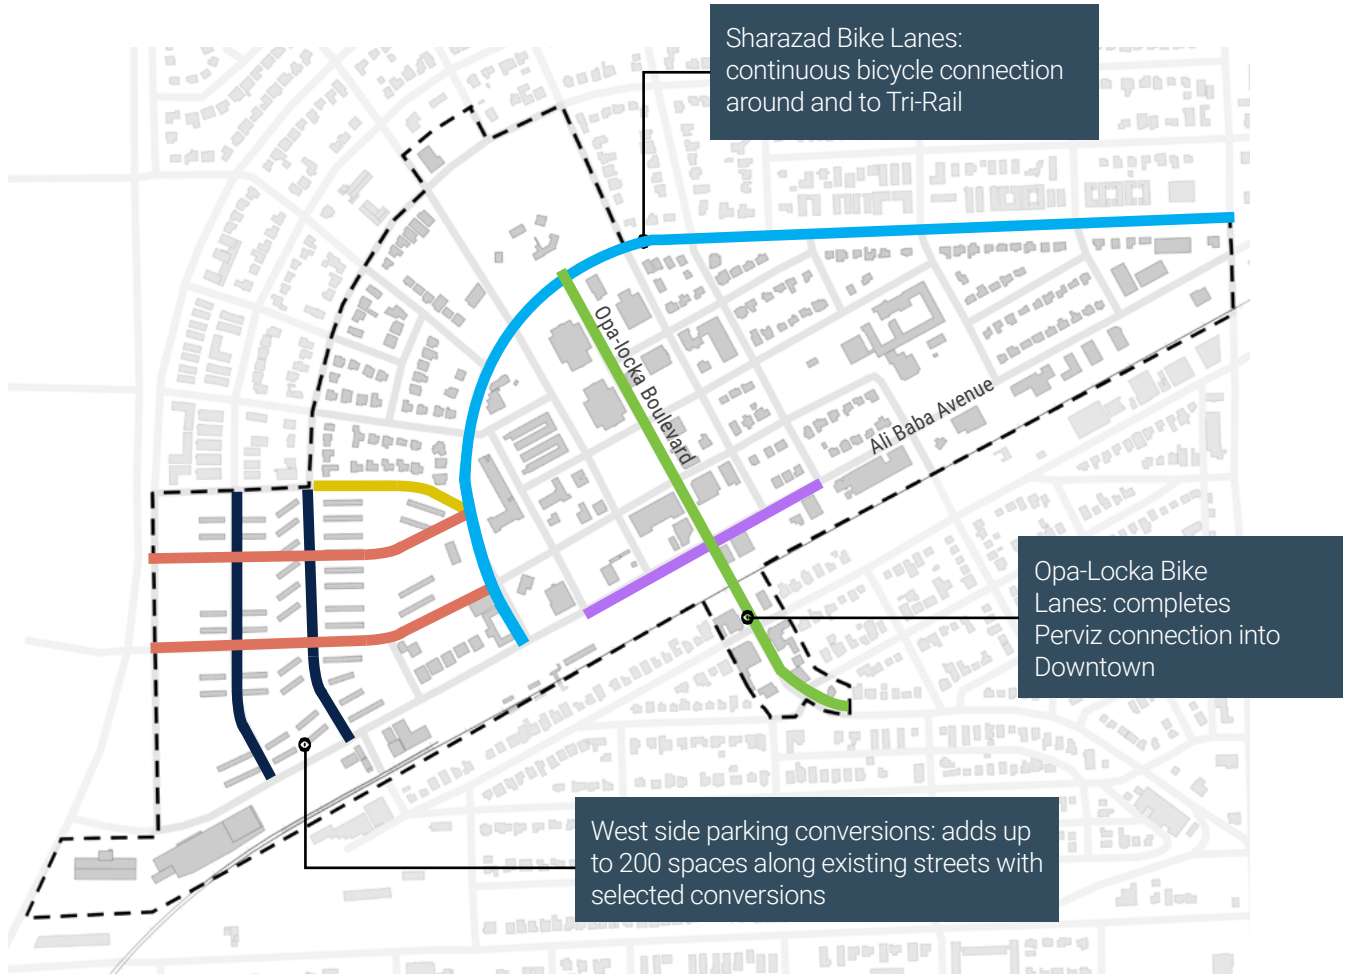 Sharazad Bike Lanes:
continuous bicycle connection
around and to Tri-Rail
Opa-locka Boulevard
Ali Baba Avenue
Opa-Locka Bike
Lanes: completes
Perviz connection into
Downtown
West side parking conversions: adds up
to 200 spaces along existing streets with
selected conversions